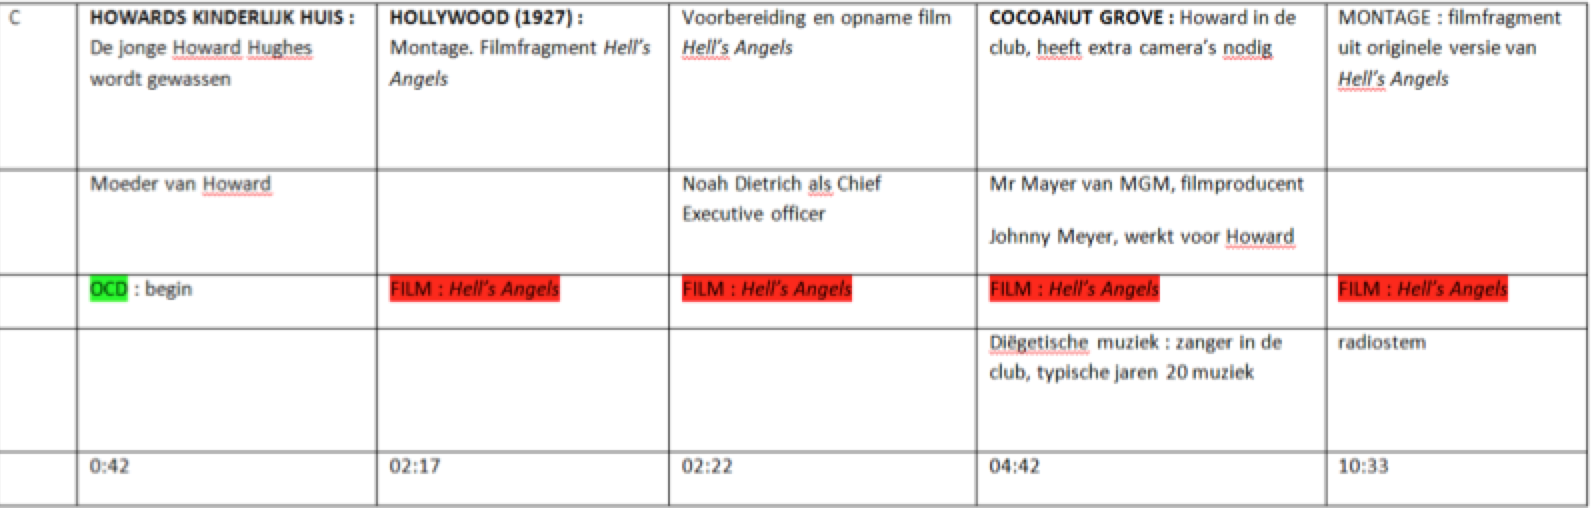 C
HOWARDS KINDERLIJK HUIS :
De jonge Howard Hughes
wordt gewassen
HOLLYWOOD (1927) :
Montage. Filmfragment Hell’s
Angels
Voorbereiding en opname film
Hell’s Angels
COCOANUT GROVE : Howard in de
club, heeft extra camera’s nodig
MONTAGE : filmfragment
uit originele versie van
Hell’s Angels
Moeder van Howard
Noah Dietrich als Chief
Executive officer
Mr Mayer van MGM, filmproducent
Johnny Meyer, werkt voor Howard
OCD : begin
FILM : Hell’s Angels
FILM : Hell’s Angels
FILM : Hell’s Angels
FILM : Hell’s Angels
Diëgetische muziek : zanger in de
club, typische jaren 20 muziek
radiostem
0:42
02:17
02:22
04:42
10:33